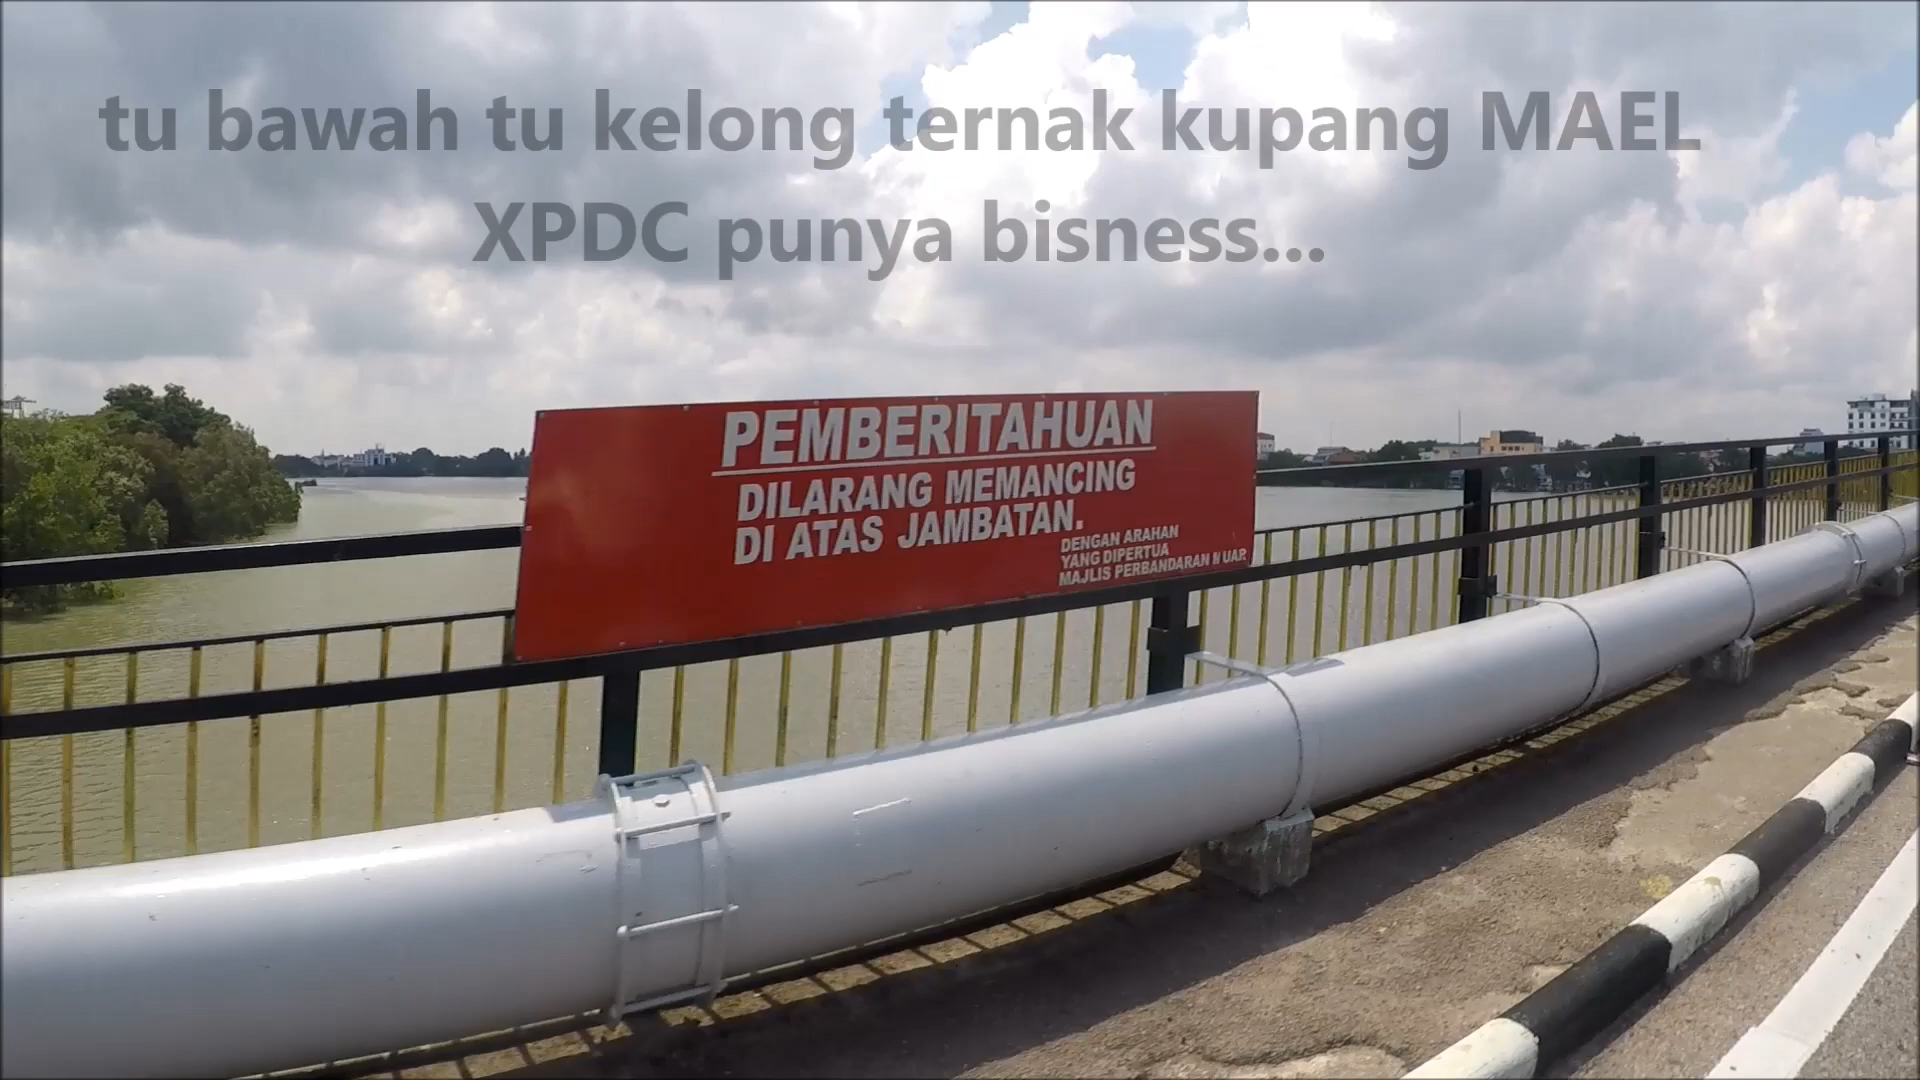 tu bawah tu kelong ternak kupang MAEL
XPDC punya bisness...
PEMBERITAHUAN
DILARANG MEMANCING
DI ATAS JAMBATAN.
DENGAN ARAHAN
YANG DIPERTUA
MAJLIS PERBANDARAN MUAR